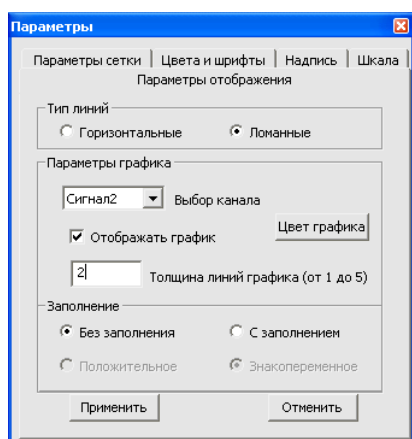 Параметры
Параметры сетки Цвета и шрифты Надпись Шкала
Параметры отображения
Тип линий
Горизонтальные Ломанные
Параметры графика
Сигнал2 Выбор канала
Отображать график Цвет графика
2 Толщина линий графика (от 1 до 5)
Заполнение
Без заполнения С заполнением
Положительное Знакопеременное
Применить Отменить